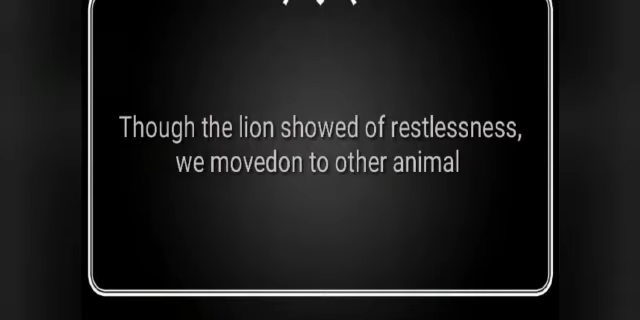 Though the lion showed of restlessness,
we movedon to other animal